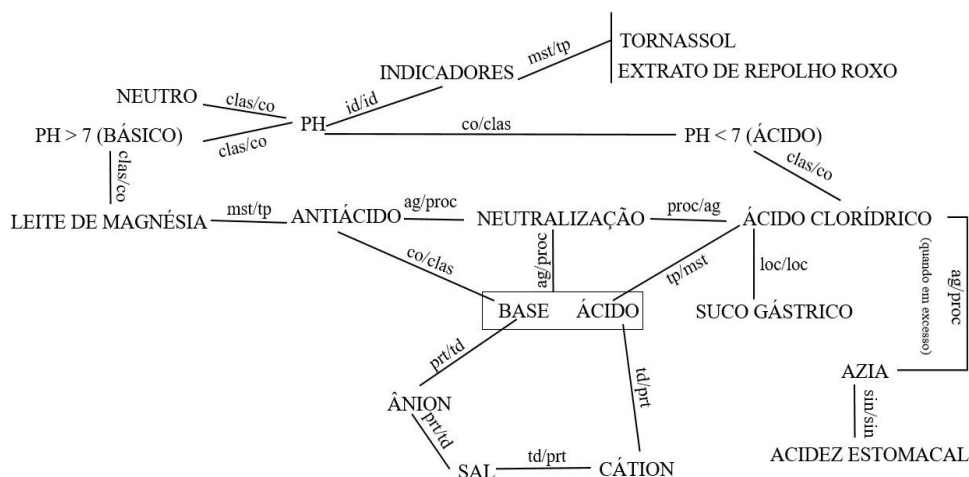 TORNASSOL
mst/tp
INDICADORES
EXTRATO DE REPOLHO ROXO
NEUTRO
clas/co
id/id
PH
PH > 7 (BÁSICO)
clas/co
co/clas
PH < 7 (ÁCIDO)
clas/co
clas/co
LEITE DE MAGNÉSIA
mst/tp
ANTIÁCIDO
ag/proc
NEUTRALIZAÇÃO
proc/ag
ÁCIDO CLORÍDRICO
co/clas
ag/proc
tp/mst
loc/loc
(quando em excesso)
ag/proc
BASE
ÁCIDO
SUCO GÁSTRICO
prt/td
td/prt
AZIA
ÂNION
prt/td
sin/sin
SAL
td/prt
CÁTION
ACIDEZ ESTOMACAL